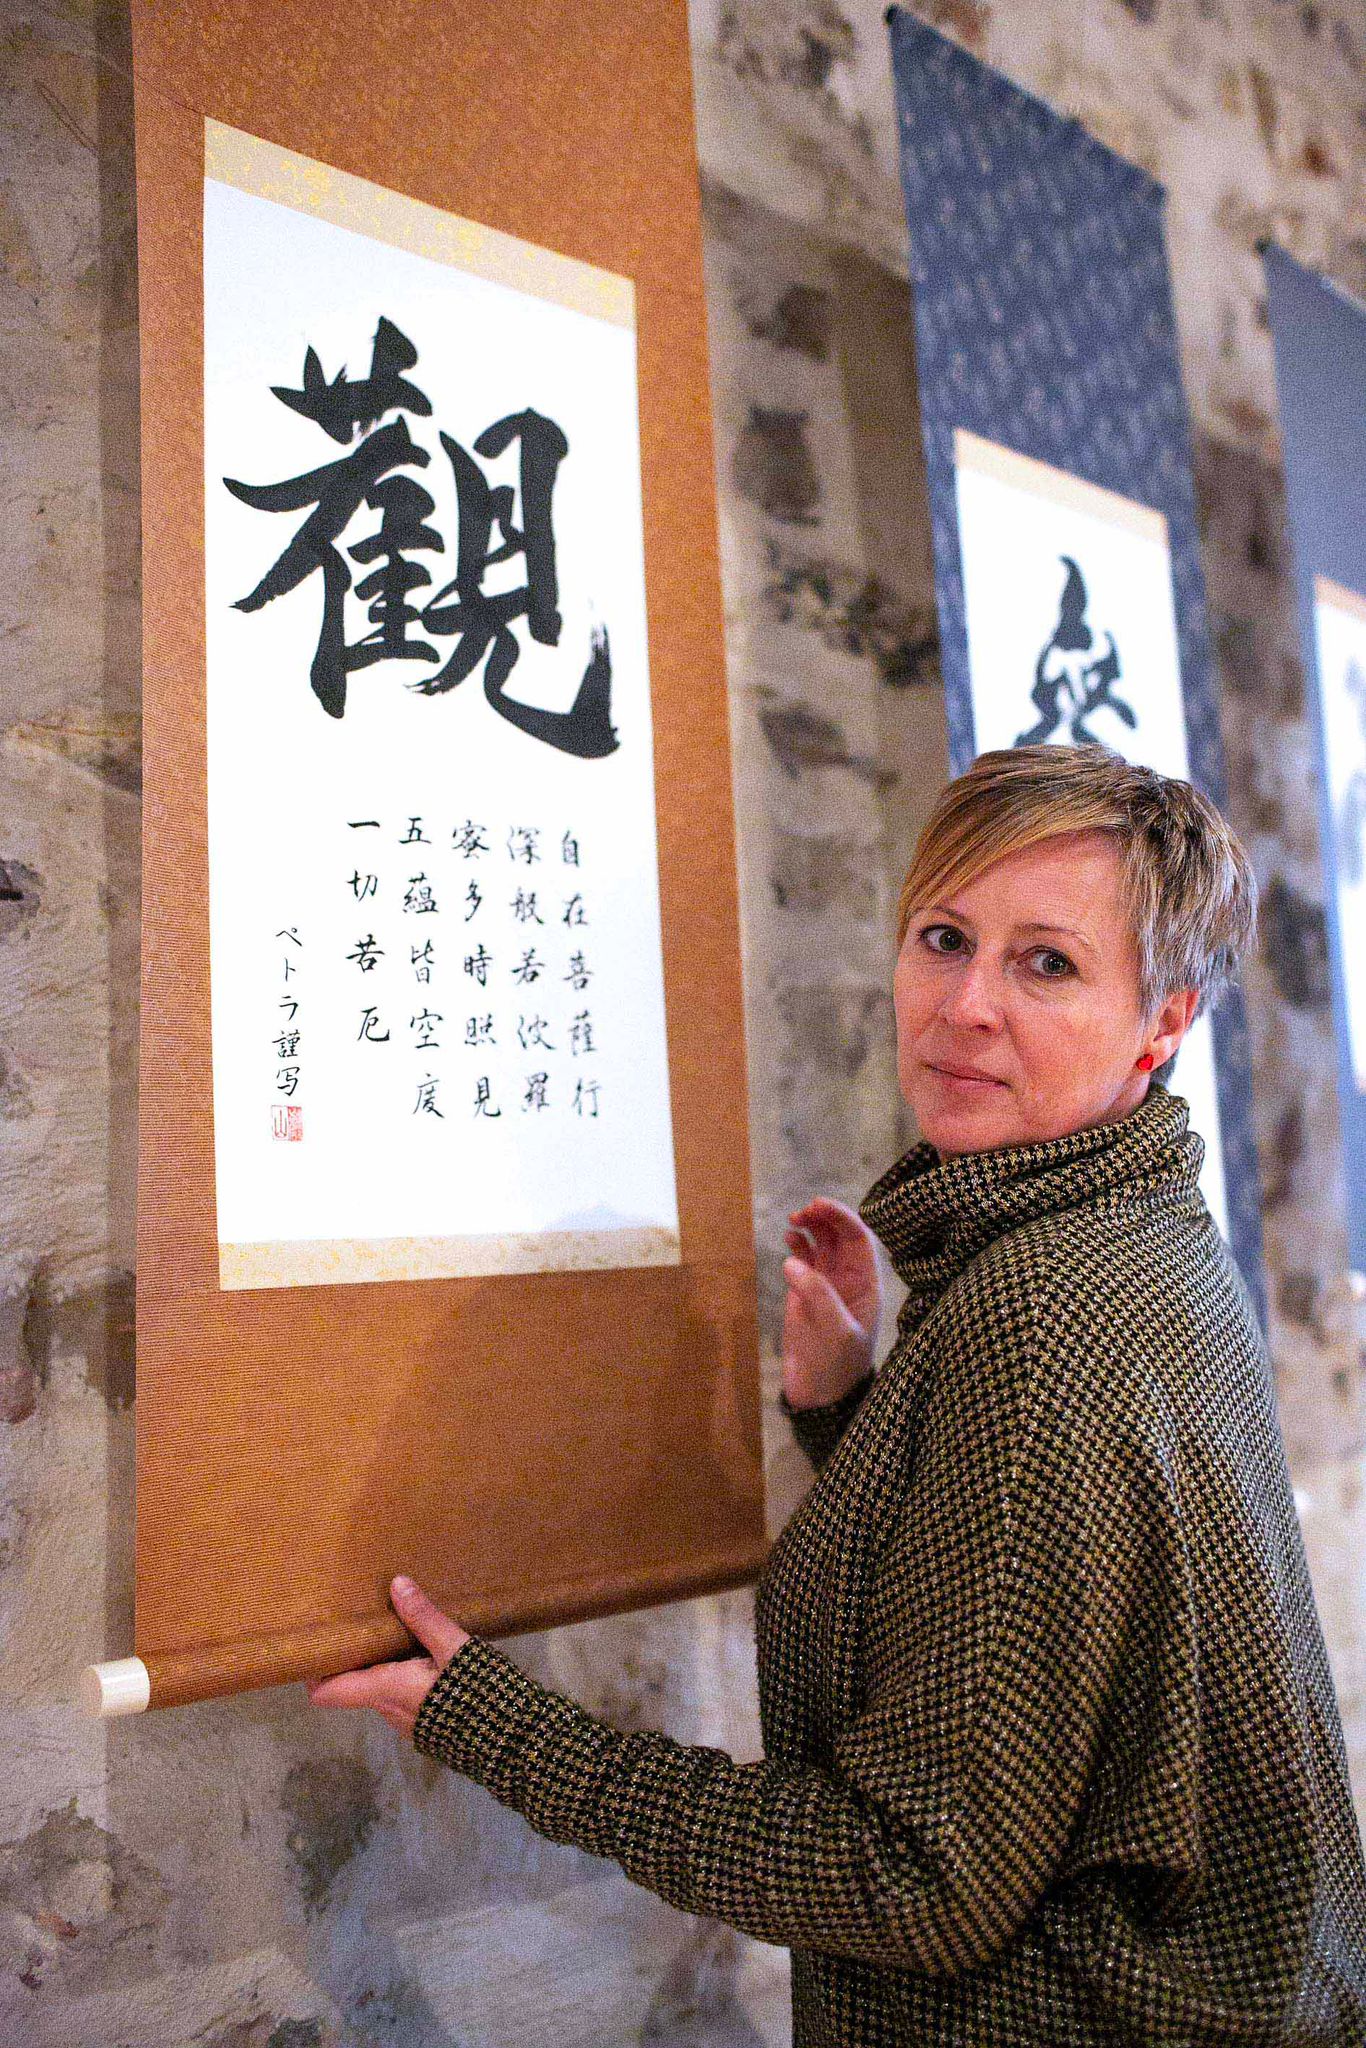 觀
自在菩薩行
深般若波羅
蜜多時照見
五蘊皆空度
一切苦厄
ペトラ謹写
無